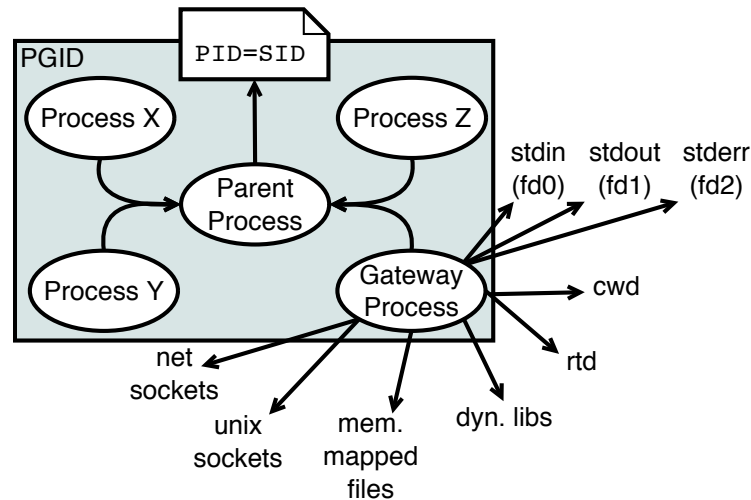 PGID
PID=SID
Process X
Process Z
Parent
Process
Process Y
Gateway
Process
stdin
(fd0)
stdout
(fd1)
stderr
(fd2)
cwd
rtd
dyn. libs
mem.
mapped
files
unix
sockets
net
sockets